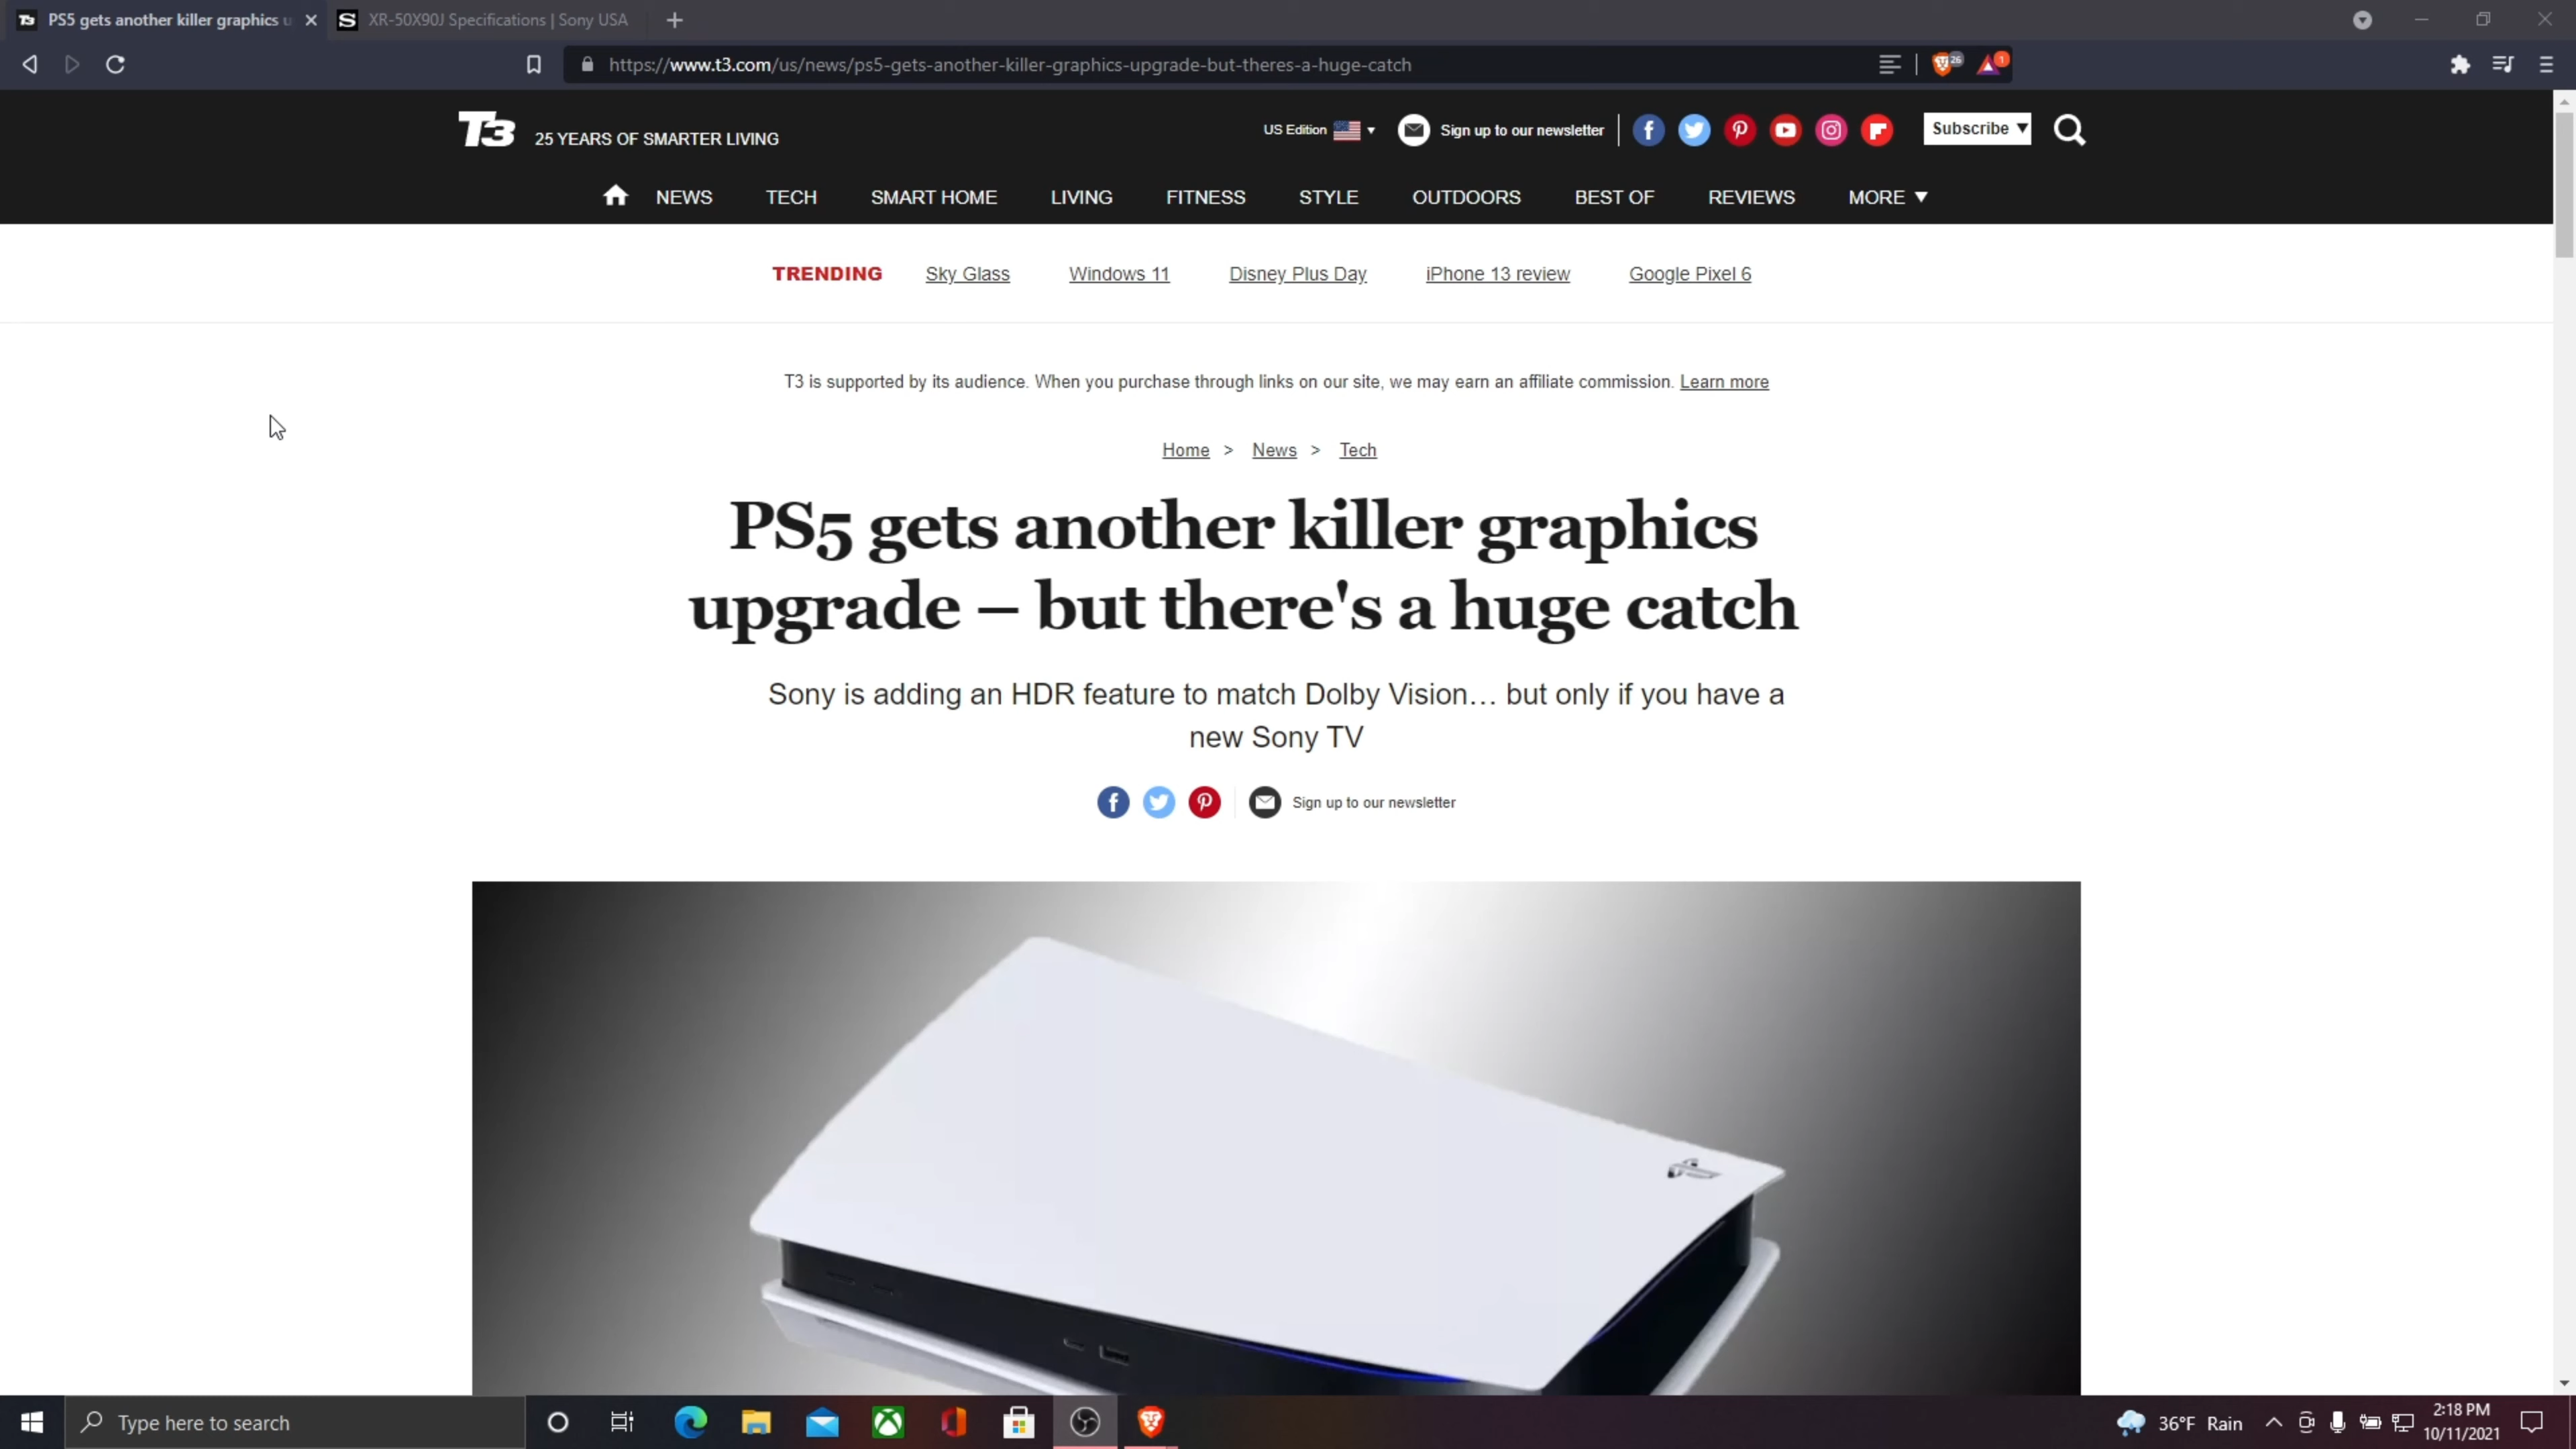 PS5 gets another killer graphics u
XR-50X90J Specifications | Sony USA
https://www.t3.com/us/news/ps5-gets-another-killer-graphics-upgrade-but-theres-a-huge-catch
26
1
T3
25 YEARS OF SMARTER LIVING
US Edition
Sign up to our newsletter
Subscribe ▼
NEWS TECH SMART HOME LIVING FITNESS STYLE OUTDOORS BEST OF REVIEWS MORE ▼
TRENDING Sky Glass Windows 11 Disney Plus Day iPhone 13 review Google Pixel 6
T3 is supported by its audience. When you purchase through links on our site, we may earn an affiliate commission. Learn more
Home > News > Tech
PS5 gets another killer graphics
upgrade – but there's a huge catch
Sony is adding an HDR feature to match Dolby Vision… but only if you have a
new Sony TV
Sign up to our newsletter
Type here to search
36°F Rain
2:18 PM
10/11/2021